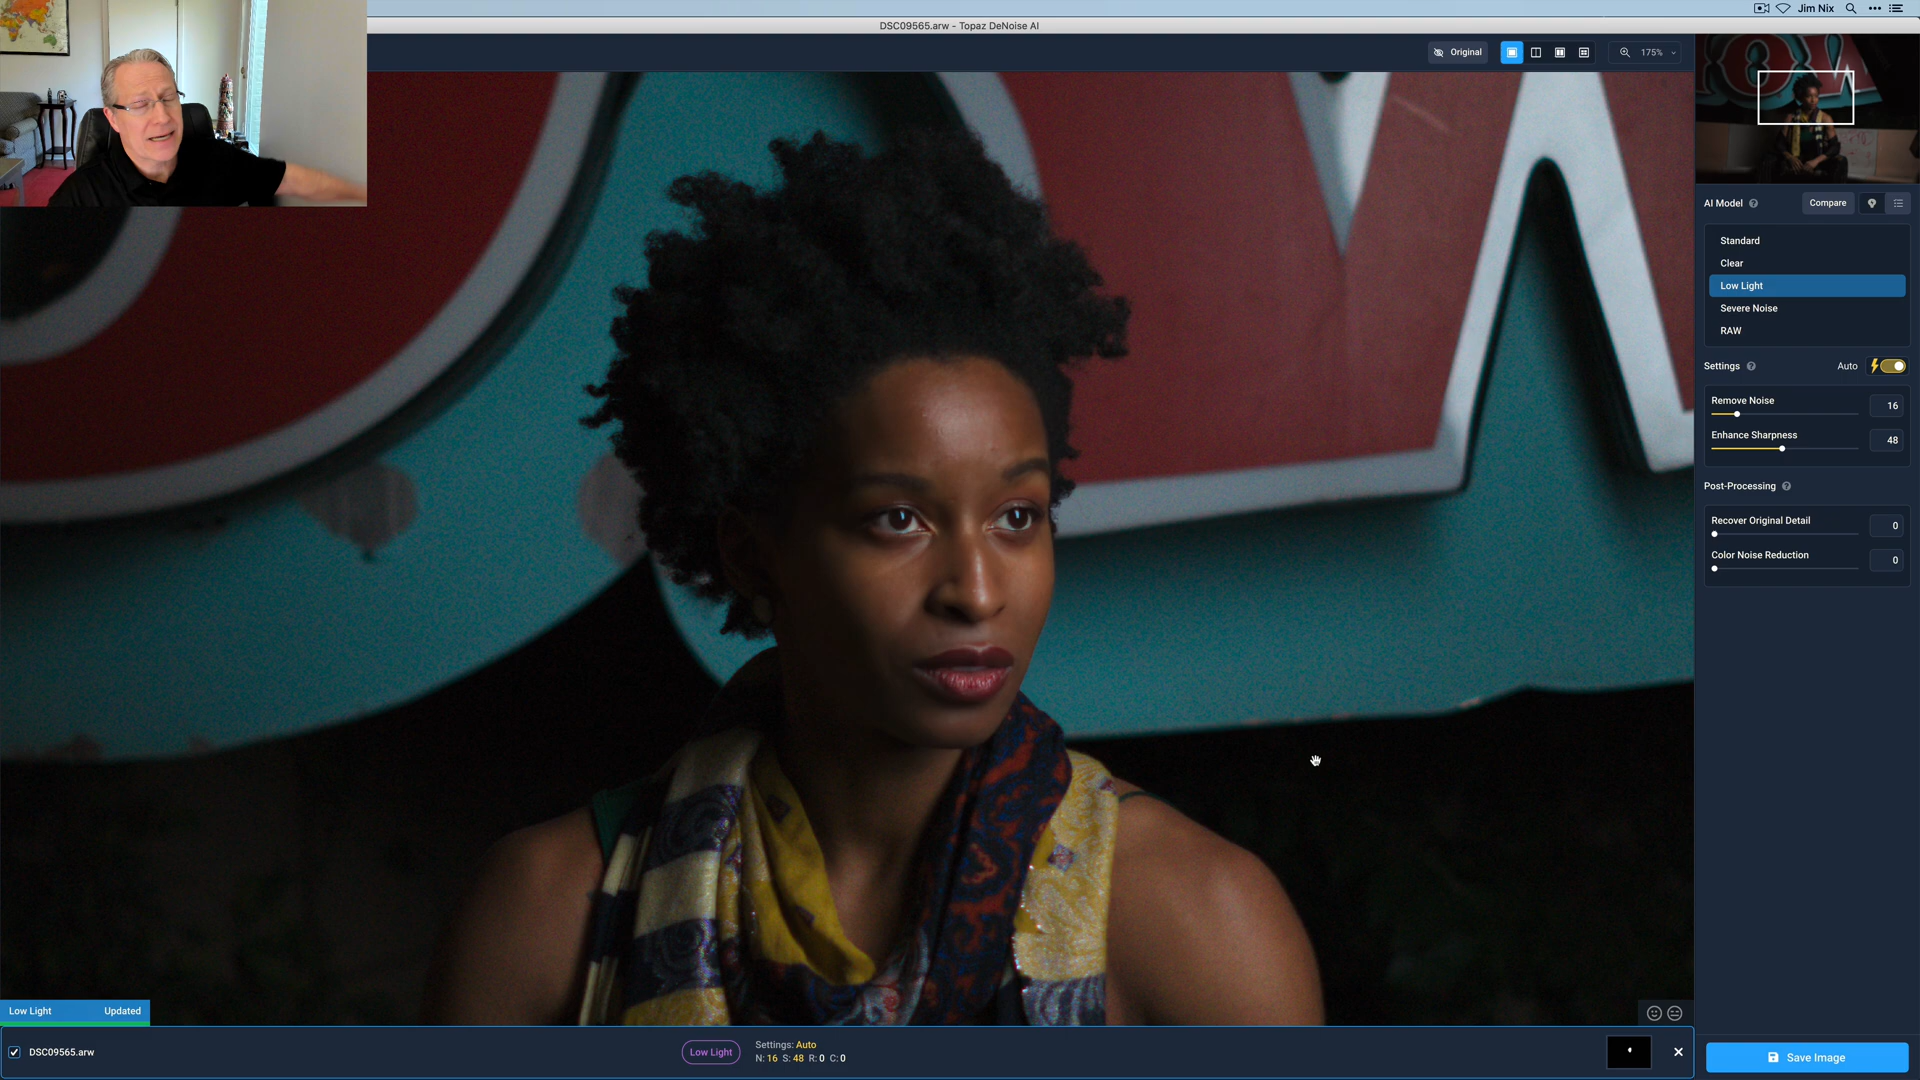 Jim Nix
DSC09565.arw - Topaz DeNoise AI
Original
175%
AI Model
Compare
Standard
Clear
Low Light
Severe Noise
RAW
Settings
Auto
Remove Noise
16
Enhance Sharpness
48
Post-Processing
Recover Original Detail
0
Color Noise Reduction
0
Low Light Updated
DSC09565.arw
Low Light
Settings: Auto
N: 16 S: 48 R: 0 C: 0
Save Image